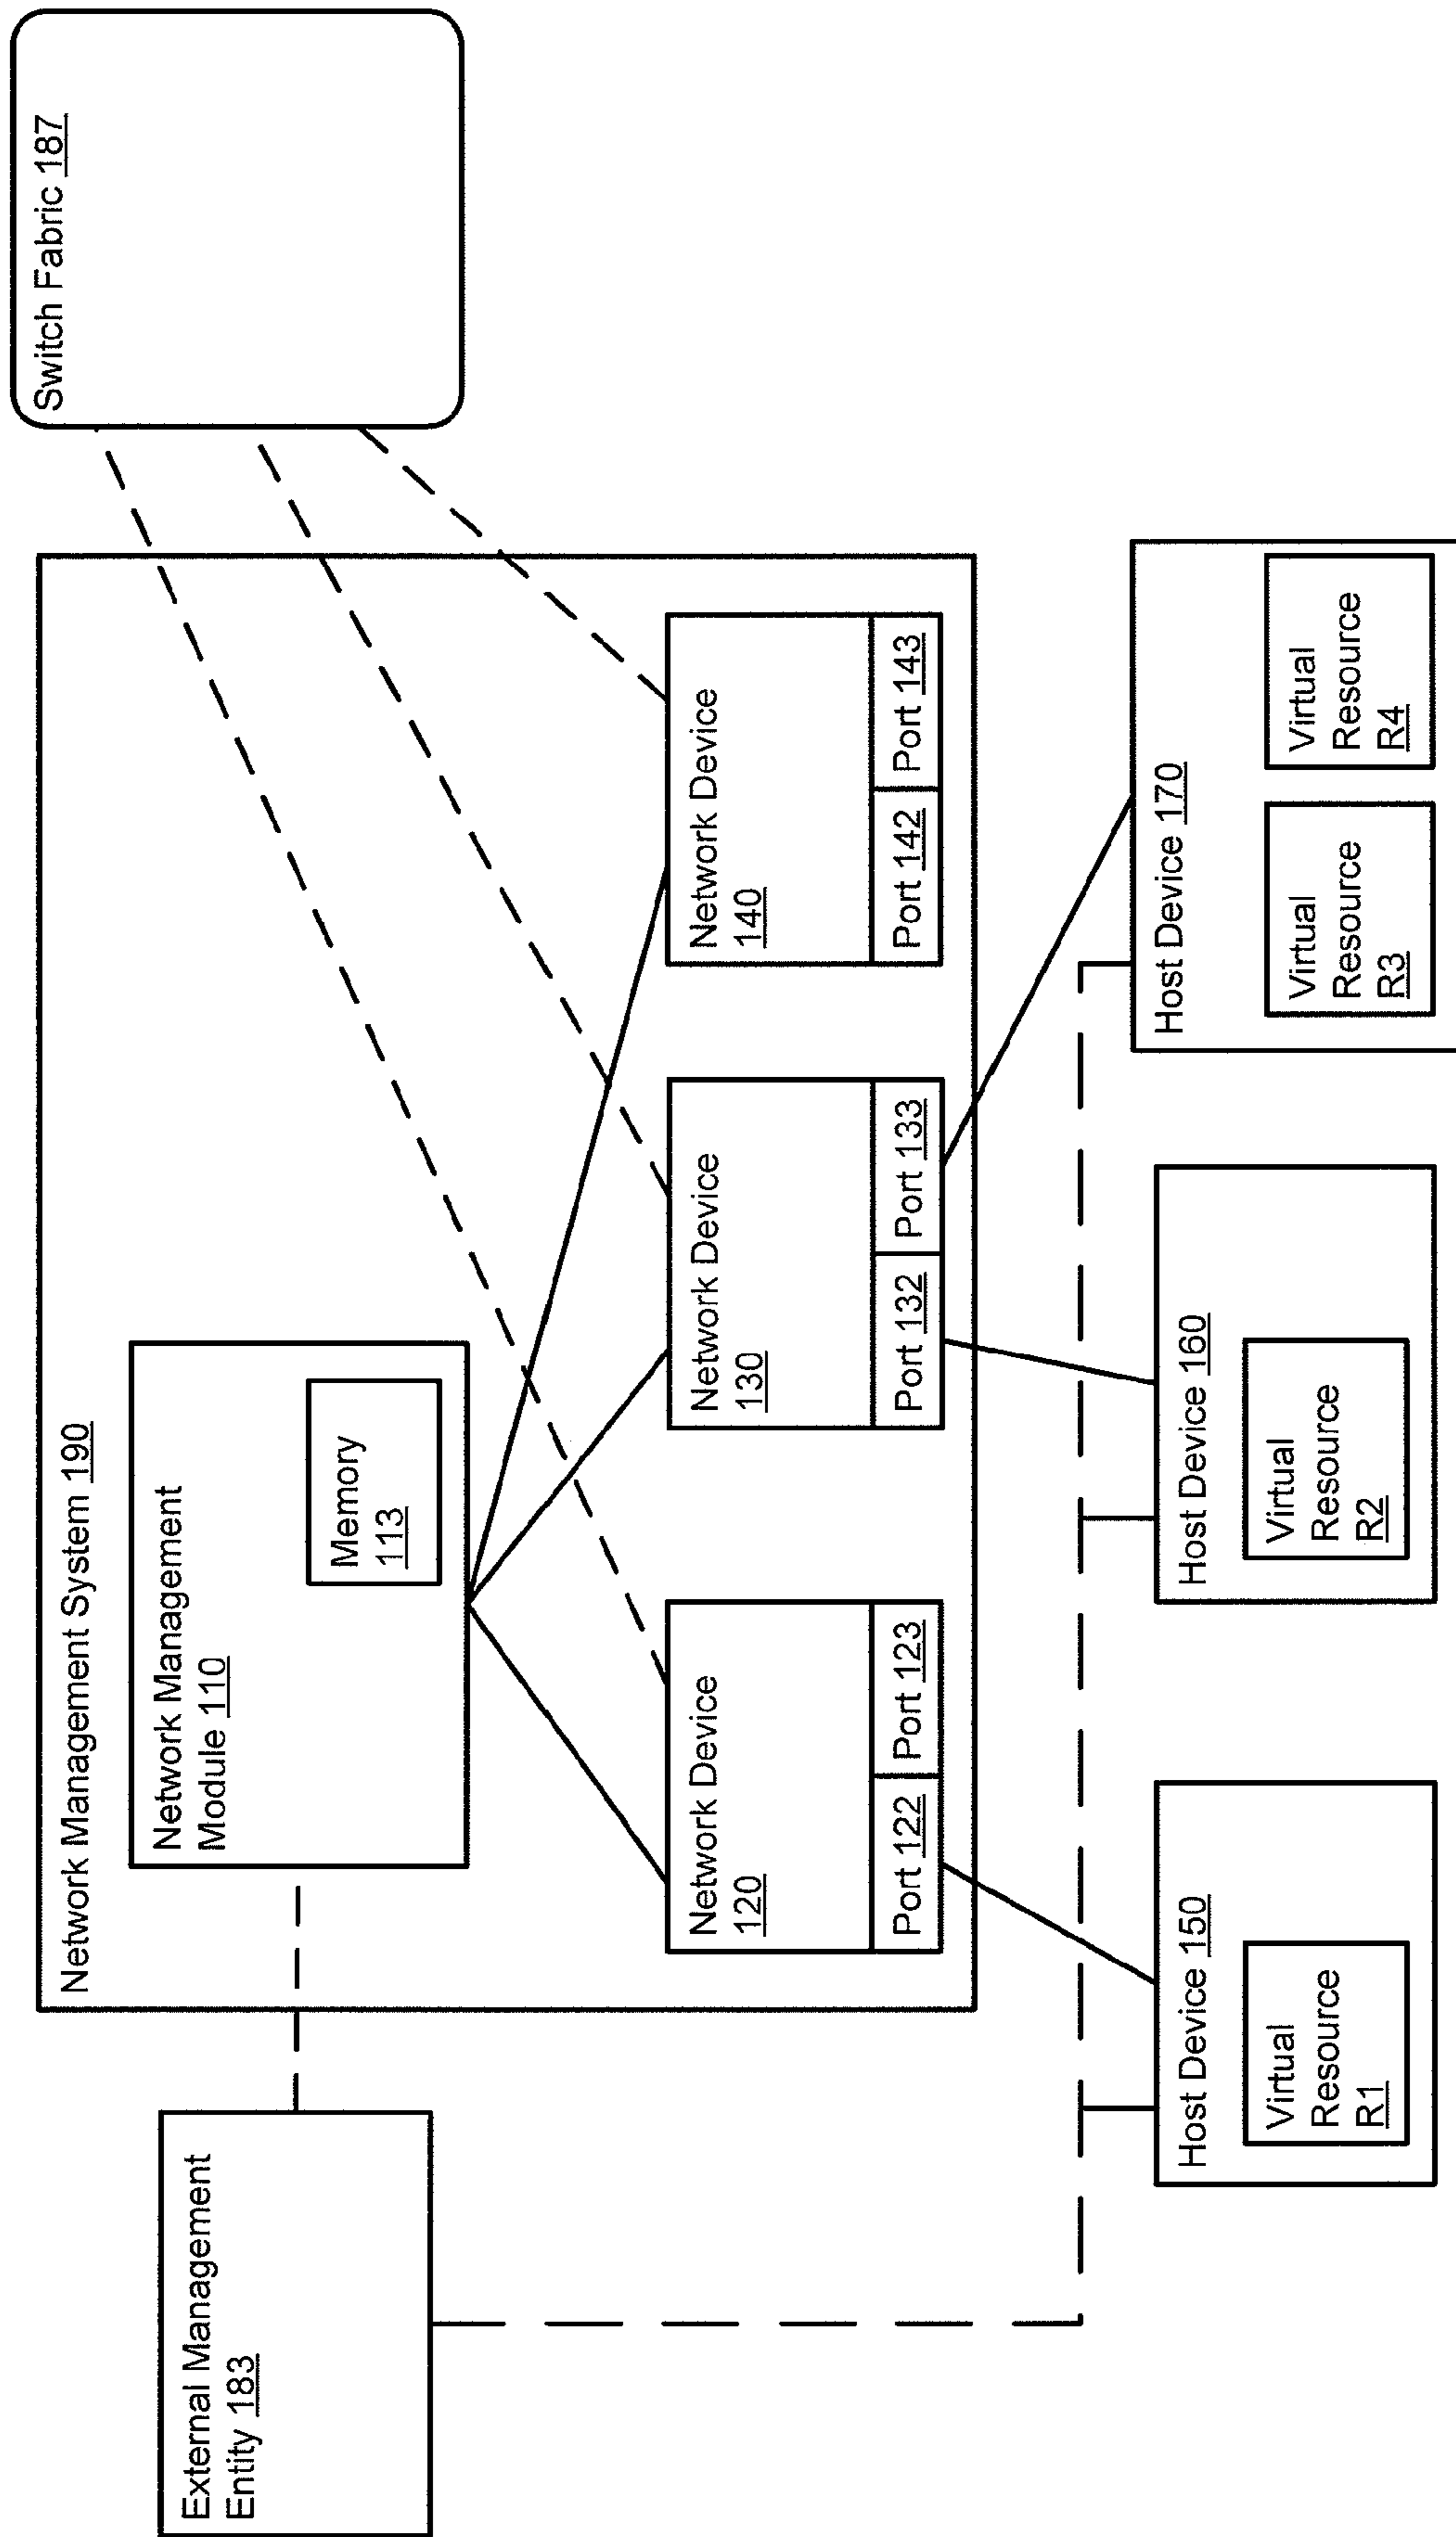 External Management
Entity 183
Network Management System 190
Network Management
Module 110
Memory
113
Switch Fabric 187
Network Device
120
Port 122
Port 123
Network Device
130
Port 132
Port 133
Network Device
140
Port 142
Port 143
Host Device 150
Virtual
Resource
R1
Host Device 160
Virtual
Resource
R2
Host Device 170
Virtual
Resource
R3
Virtual
Resource
R4